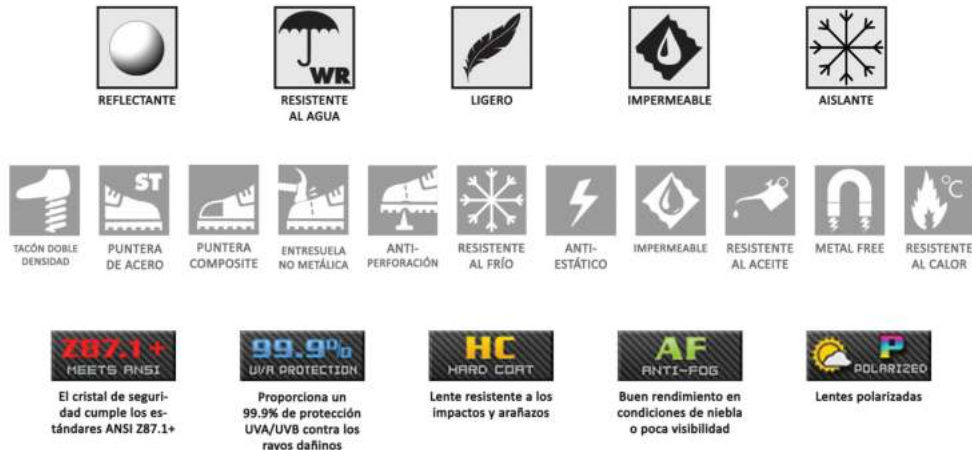 WR
REFLECTANTE
RESISTENTE
AL AGUA
LIGERO
IMPERMEABLE
AISLANTE
ST
°C
TACÓN DOBLE
DENSIDAD
PUNTERA
DE ACERO
PUNTERA
COMPOSITE
ENTRESUELA
NO METÁLICA
ANTI-
PERFORACIÓN
RESISTENTE
AL FRÍO
ANTI-
ESTÁTICO
IMPERMEABLE
RESISTENTE
AL ACEITE
METAL FREE
RESISTENTE
AL CALOR
Z87.1+
MEETS ANSI
El cristal de seguri-
dad cumple los es-
tándares ANSI Z87.1+
99.9%
UVA PROTECTION
Proporciona un
99.9% de protección
UVA/UVB contra los
rayos dañinos
HC
HARD COAT
Lente resistente a los
impactos y arañazos
AF
ANTI-FOG
Buen rendimiento en
condiciones de niebla
o poca visibilidad
P
POLARIZED
Lentes polarizadas